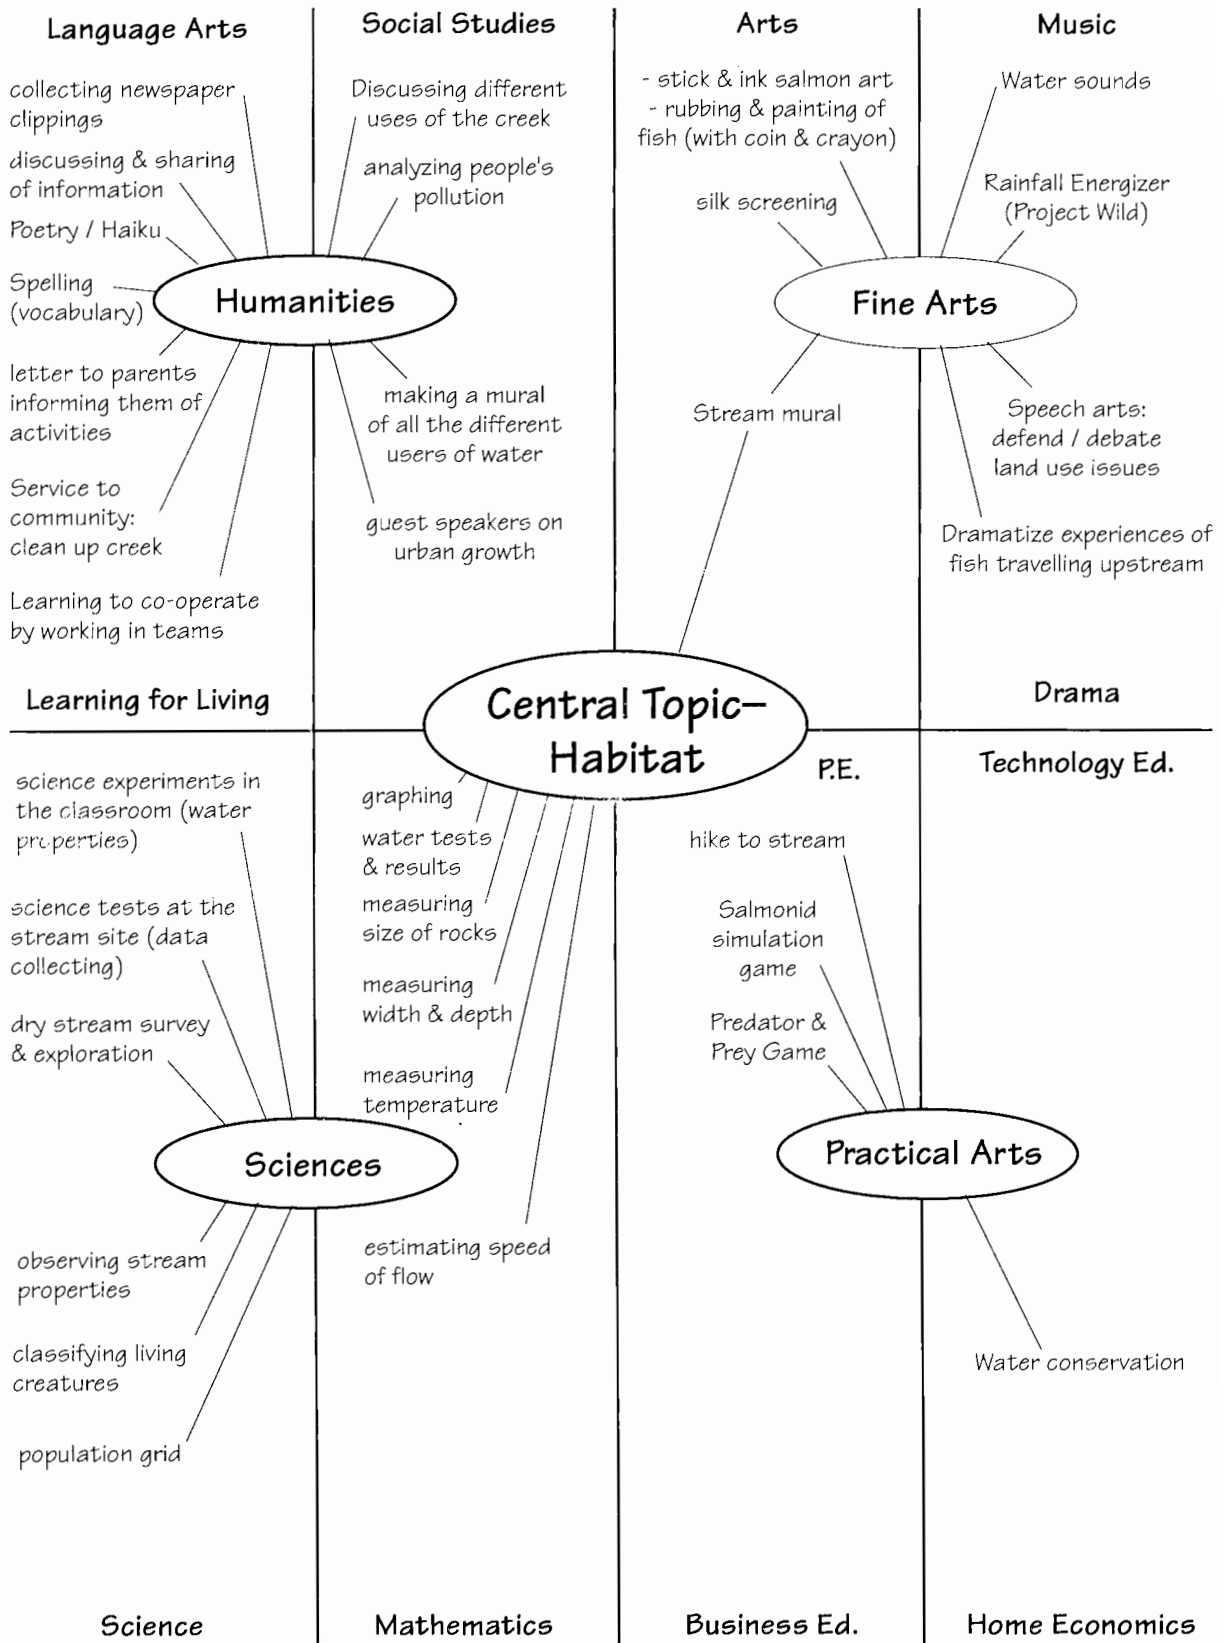 Language Arts
Social Studies
Arts
Music
collecting newspaper
clippings
discussing & sharing
of information
Poetry / Haiku
Spelling
(vocabulary)
Discussing different
uses of the creek
analyzing people's
pollution
- stick & ink salmon art
- rubbing & painting of
fish (with coin & crayon)
silk screening
Water sounds
Rainfall Energizer
(Project Wild)
Humanities
Fine Arts
letter to parents
informing them of
activities
Service to
community:
clean up creek
Learning to co-operate
by working in teams
making a mural
of all the different
users of water
guest speakers on
urban growth
Stream mural
Speech arts:
defend / debate
land use issues
Dramatize experiences of
fish travelling upstream
Learning for Living
Central Topic–
Habitat
Drama
P.E.
Technology Ed.
science experiments in
the classroom (water
properties)
science tests at the
stream site (data
collecting)
dry stream survey
& exploration
graphing
water tests
& results
measuring
size of rocks
measuring
width & depth
measuring
temperature
hike to stream
Salmonid
simulation
game
Predator &
Prey Game
Sciences
Practical Arts
observing stream
properties
classifying living
creatures
population grid
estimating speed
of flow
Water conservation
Science
Mathematics
Business Ed.
Home Economics